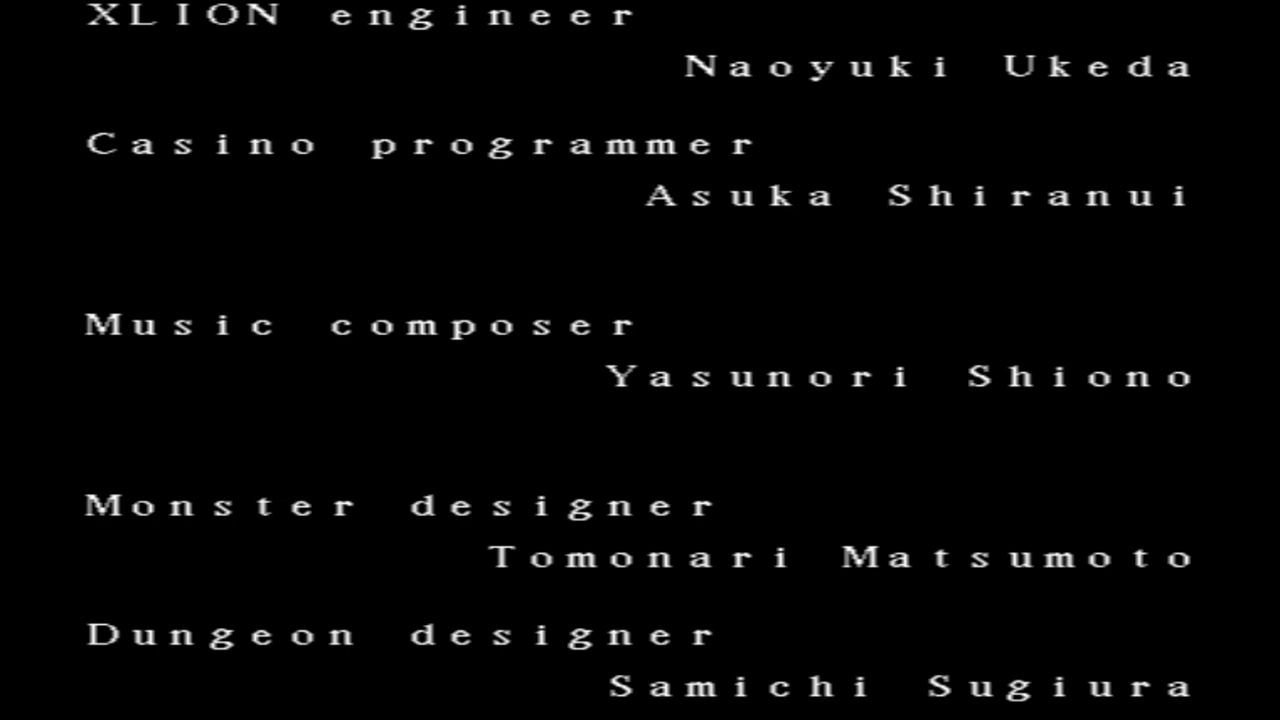 XLION engineer
Naoyuki Ukeda
Casino programmer
Asuka Shiranui
Music composer
Yasunori Shiono
Monster designer
Tomonari Matsumoto
Dungeon designer
Samichi Sugiura